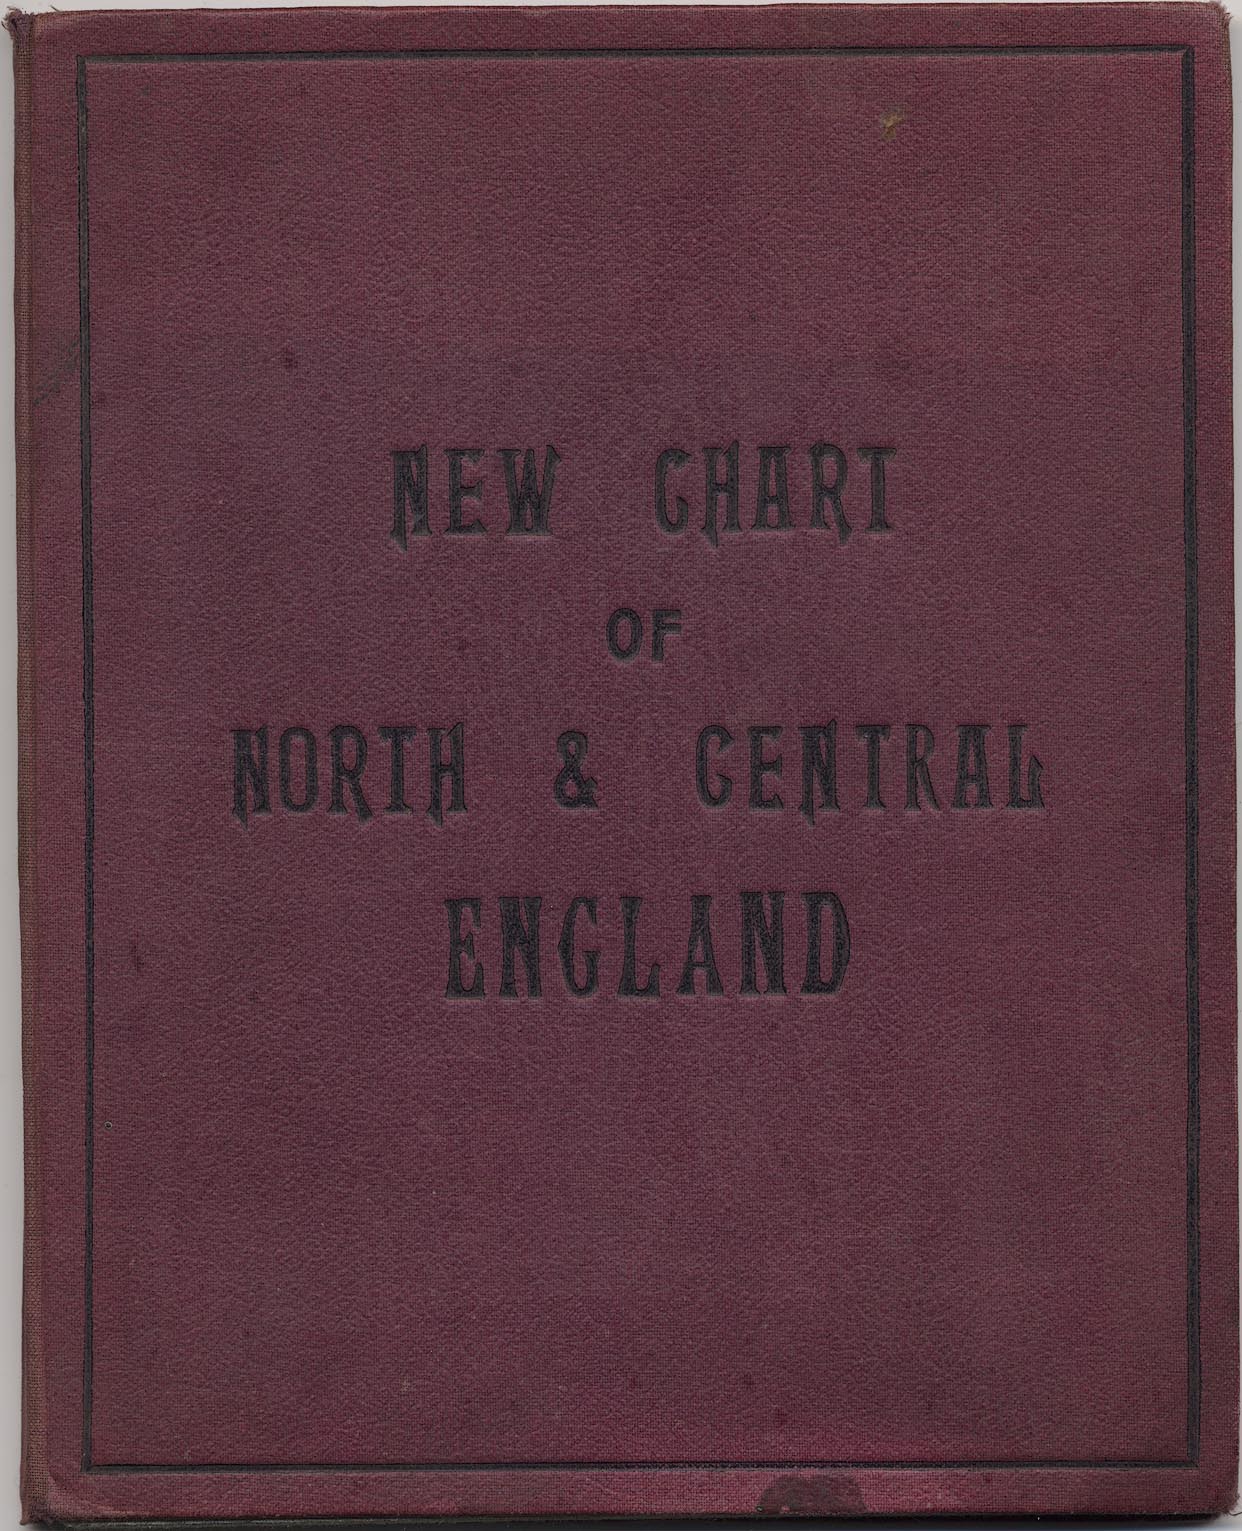 NEW CHART
OF
NORTH & CENTRAL
ENGLAND